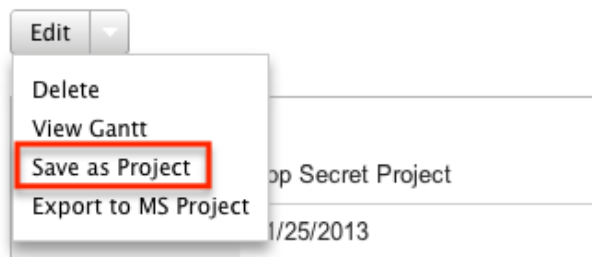 Edit
Delete
View Gantt
Save as Project
op Secret Project
Export to MS Project
1/25/2013